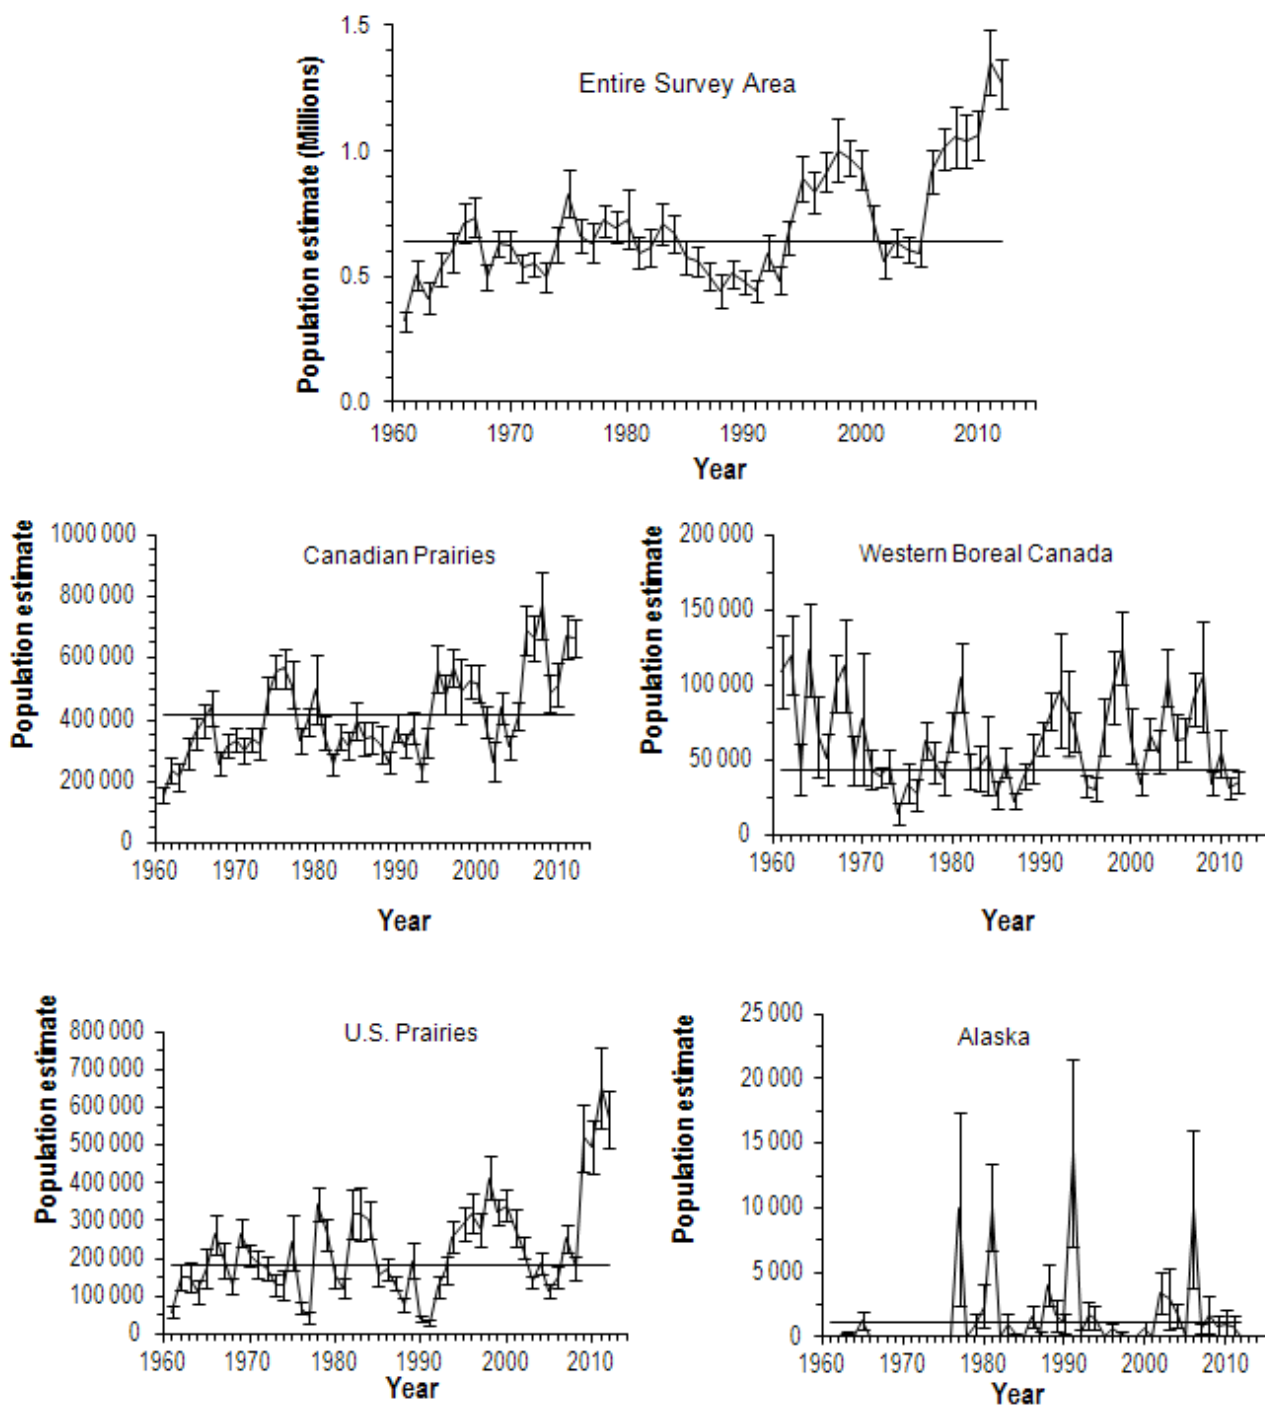 Entire Survey Area
Population estimate (Millions)
1.5
1.0
0.5
0.0
1960 1970 1980 1990 2000 2010
Year
Canadian Prairies
Population estimate
1000 000
800 000
600 000
400 000
200 000
0
1960 1970 1980 1990 2000 2010
Year
Western Boreal Canada
Population estimate
200 000
150 000
100 000
50 000
0
1960 1970 1980 1990 2000 2010
Year
U.S. Prairies
Population estimate
800 000
700 000
600 000
500 000
400 000
300 000
200 000
100 000
0
1960 1970 1980 1990 2000 2010
Year
Alaska
Population estimate
25 000
20 000
15 000
10 000
5 000
0
1960 1970 1980 1990 2000 2010
Year